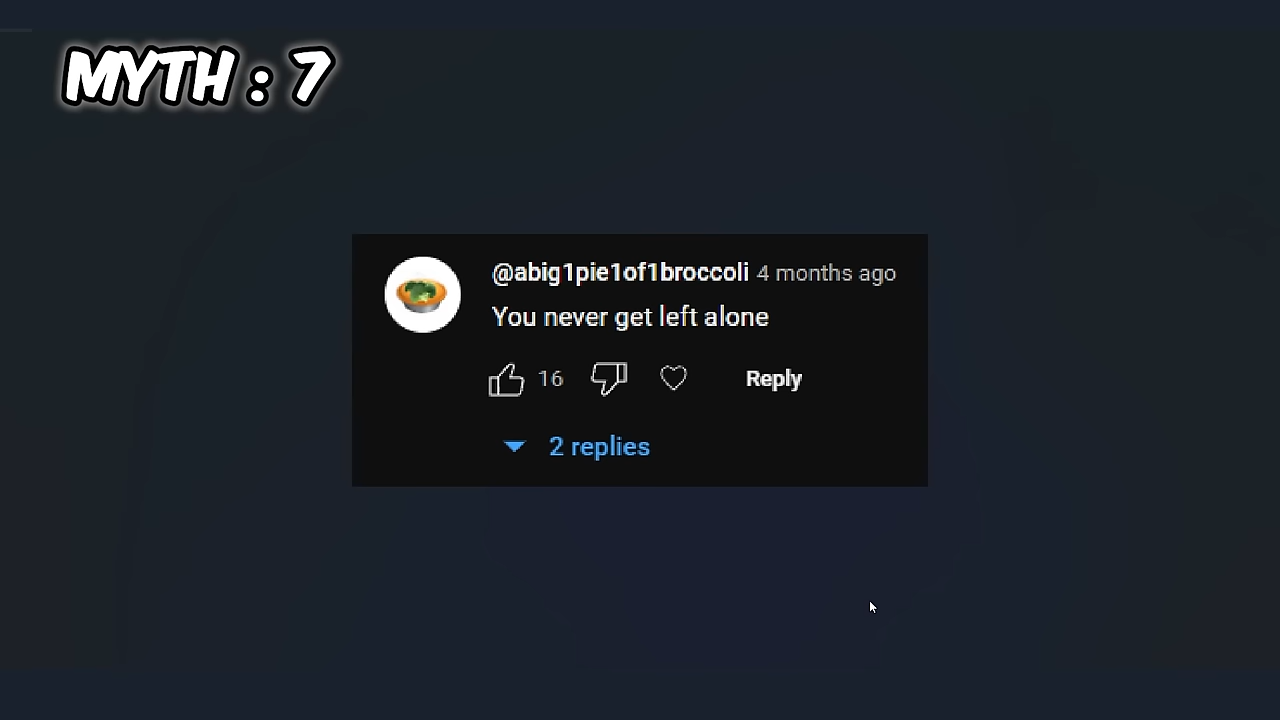 MYTH : 7
@abig1pie1of1broccoli 4 months ago
You never get left alone
16 Reply
2 replies